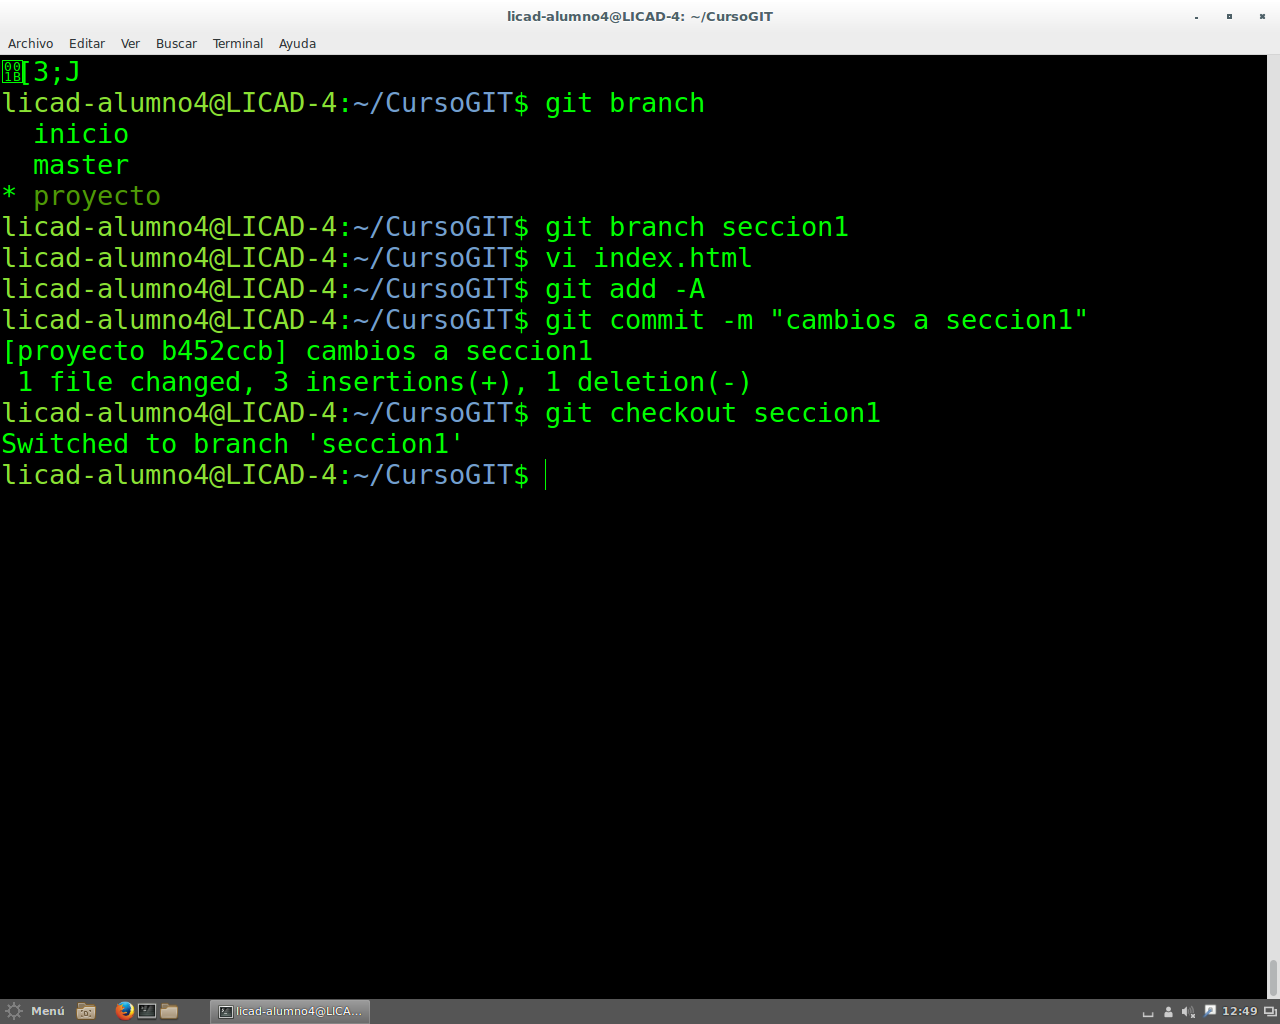 licad-alumno4@LICAD-4: ~/CursoGIT
Archivo Editar Ver Buscar Terminal Ayuda
[3;J
licad-alumno4@LICAD-4:~/CursoGIT$ git branch
  inicio
  master
* proyecto
licad-alumno4@LICAD-4:~/CursoGIT$ git branch seccion1
licad-alumno4@LICAD-4:~/CursoGIT$ vi index.html
licad-alumno4@LICAD-4:~/CursoGIT$ git add -A
licad-alumno4@LICAD-4:~/CursoGIT$ git commit -m "cambios a seccion1"
[proyecto b452ccb] cambios a seccion1
 1 file changed, 3 insertions(+), 1 deletion(-)
licad-alumno4@LICAD-4:~/CursoGIT$ git checkout seccion1
Switched to branch 'seccion1'
licad-alumno4@LICAD-4:~/CursoGIT$
Menú licad-alumno4@LICA... 12:49